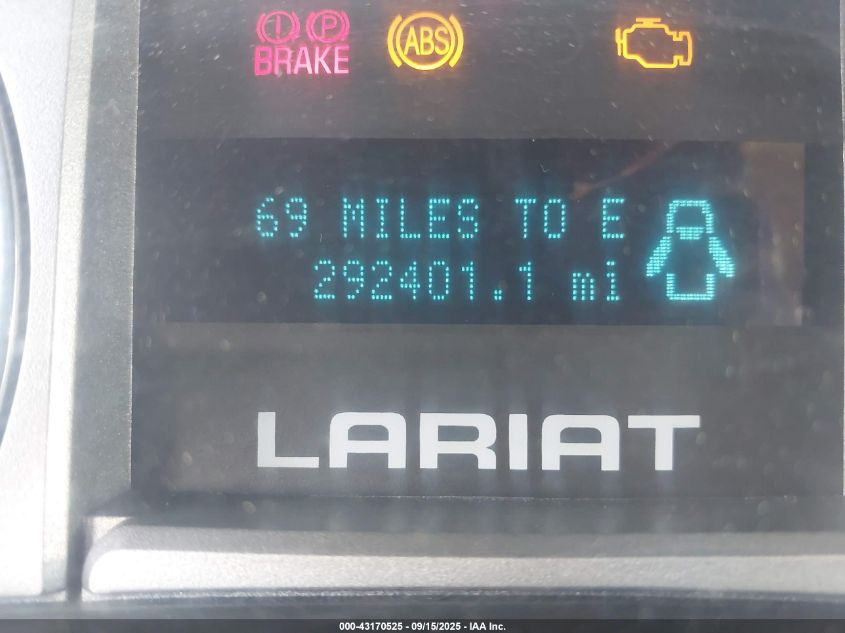 (!) (P)
BRAKE
ABS
69 MILES TO E
292401.1 mi
LARIAT
000-43170525 - 09/15/2025 - IAA Inc.